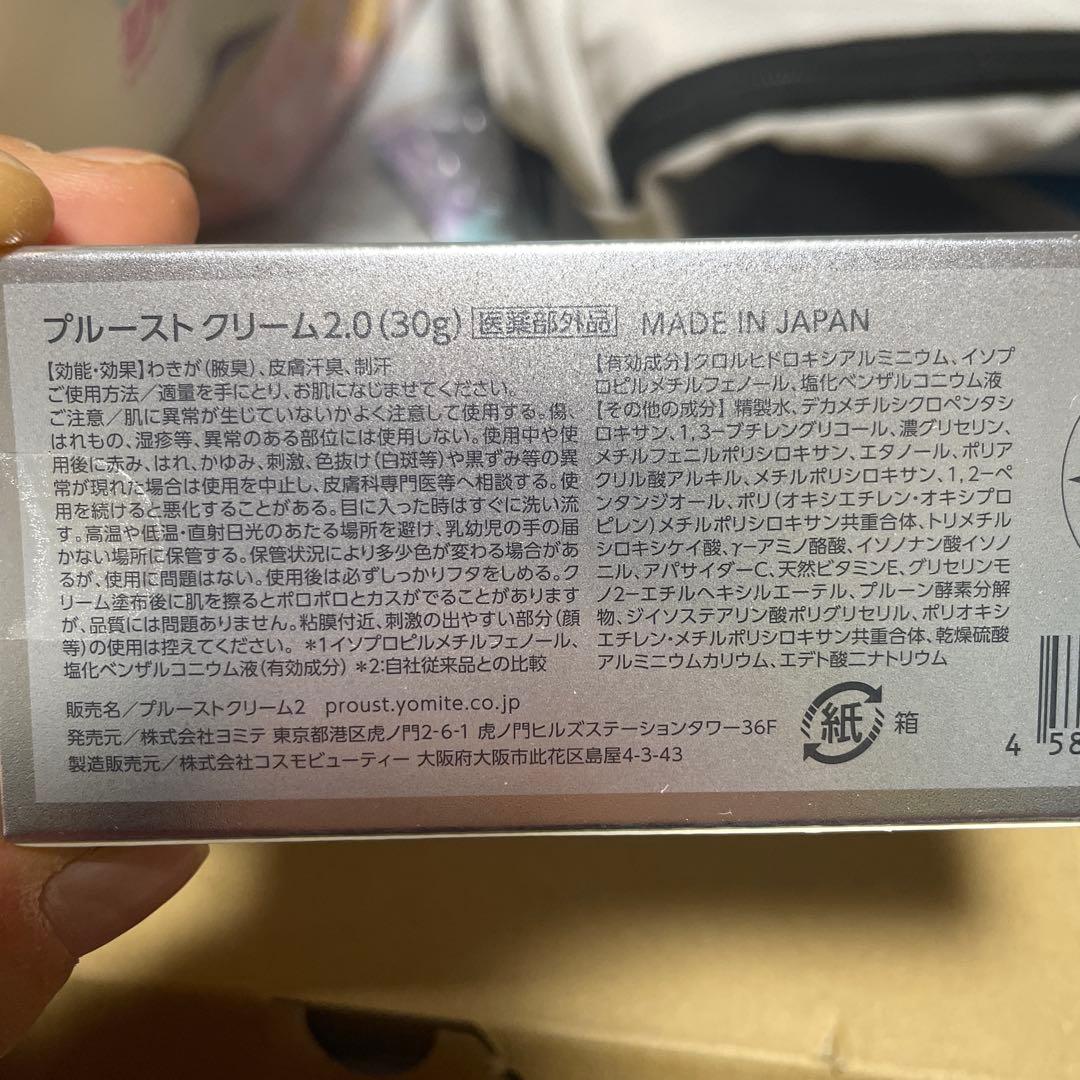 プルースト クリーム2.0(30g) 医薬部外品 MADE IN JAPAN
【効能・効果】わきが(腋臭)、皮膚汗臭、制汗
ご使用方法／適量を手にとり、お肌になじませてください。
ご注意／肌に異常が生じていないかよく注意して使用する。傷、
はれもの、湿疹等、異常のある部位には使用しない。使用中や使
用後に赤み、はれ、かゆみ、刺激、色抜け(白斑等)や黒ずみ等の異
常が現れた場合は使用を中止し、皮膚科専門医等へ相談する。使
用を続けると悪化することがある。目に入った時はすぐに洗い流
す。高温や低温・直射日光のあたる場所を避け、乳幼児の手の届
かない場所に保管する。保管状況により多少色が変わる場合があ
るが、使用に問題はない。使用後は必ずしっかりフタをしめる。ク
リーム塗布後に肌を擦るとポロポロとカスがでることがあります
が、品質には問題ありません。粘膜付近、刺激の出やすい部分(顔
等)の使用は控えてください。 *1イソプロピルメチルフェノール、
塩化ベンザルコニウム液(有効成分) *2:自社従来品との比較
【有効成分】クロルヒドロキシアルミニウム、イソプ
ロピルメチルフェノール、塩化ベンザルコニウム液
【その他の成分】精製水、デカメチルシクロペンタシ
ロキサン、1,3-ブチレングリコール、濃グリセリン、
メチルフェニルポリシロキサン、エタノール、ポリア
クリル酸アルキル、メチルポリシロキサン、1,2-ペ
ンタンジオール、ポリ(オキシエチレン・オキシプロ
ピレン)メチルポリシロキサン共重合体、トリメチル
シロキシケイ酸、γ-アミノ酪酸、イソノナン酸イソノ
ニル、アパサイダーC、天然ビタミンE、グリセリンモ
ノ2-エチルヘキシルエーテル、プルーン酵素分解
物、ジイソステアリン酸ポリグリセリル、ポリオキシ
エチレン・メチルポリシロキサン共重合体、乾燥硫酸
アルミニウムカリウム、エデト酸二ナトリウム
販売名／プルーストクリーム2 proust.yomite.co.jp
発売元／株式会社ヨミテ 東京都港区虎ノ門2-6-1 虎ノ門ヒルズステーションタワー36F
製造販売元／株式会社コスモビューティー 大阪府大阪市此花区島屋4-3-43
紙 箱
4 58